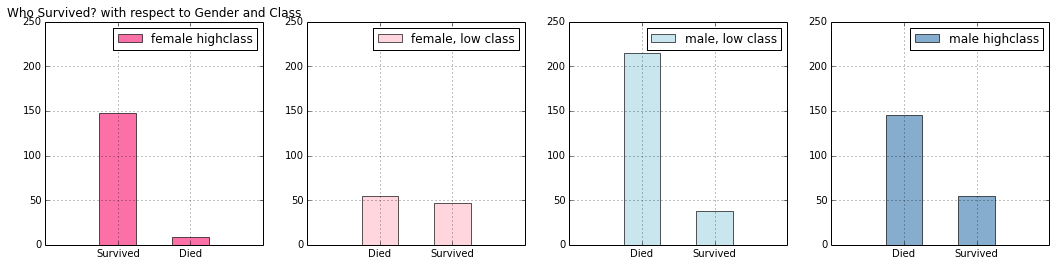 Who Survived? with respect to Gender and Class
250
200
150
100
50
0
female highclass
Survived Died
250
200
150
100
50
0
female, low class
Died Survived
250
200
150
100
50
0
male, low class
Died Survived
250
200
150
100
50
0
male highclass
Died Survived